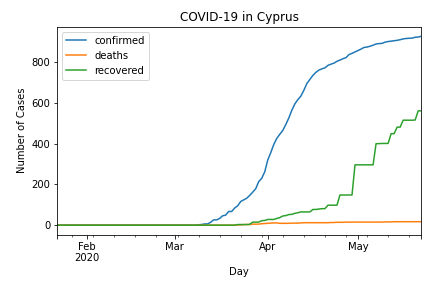 COVID-19 in Cyprus
confirmed
deaths
recovered
Number of Cases
800
600
400
200
0
Feb
2020
Mar
Apr
May
Day